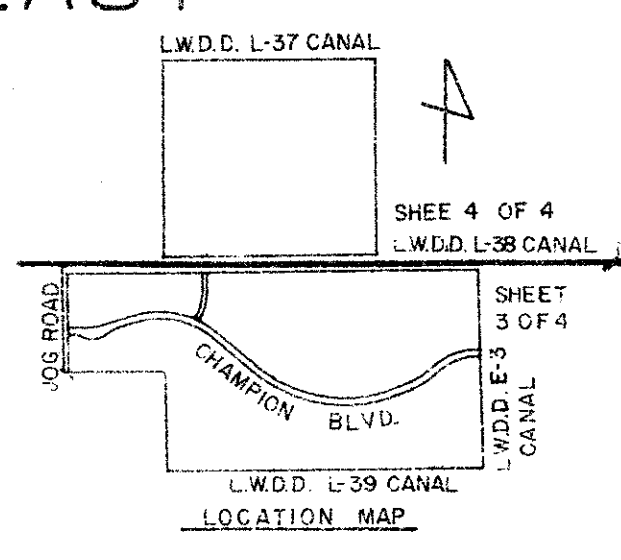 L.W.D.D. L-37 CANAL
SHEE 4 OF 4
L.W.D.D. L-38 CANAL
JOG ROAD
SHEET
3 OF 4
CHAMPION BLVD.
L.W.D.D. E-3
CANAL
L.W.D.D. L-39 CANAL
LOCATION MAP